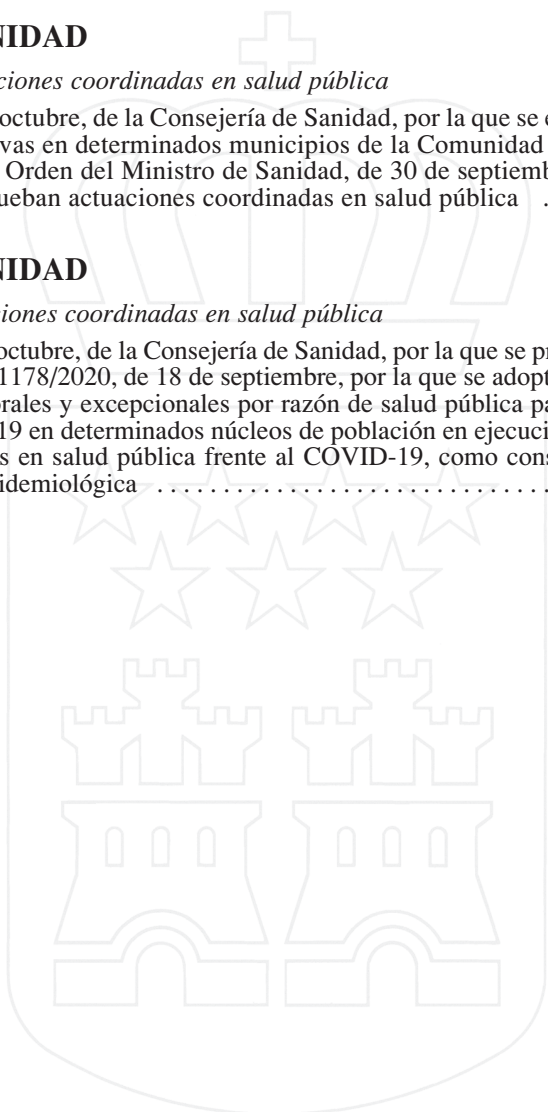 NIDAD
ciones coordinadas en salud pública
octubre, de la Consejería de Sanidad, por la que se e
vas en determinados municipios de la Comunidad
Orden del Ministro de Sanidad, de 30 de septiemb
ueban actuaciones coordinadas en salud pública .
NIDAD
ciones coordinadas en salud pública
octubre, de la Consejería de Sanidad, por la que se pr
1178/2020, de 18 de septiembre, por la que se adopt
orales y excepcionales por razón de salud pública pa
19 en determinados núcleos de población en ejecuci
s en salud pública frente al COVID-19, como cons
pidemiológica ..............................